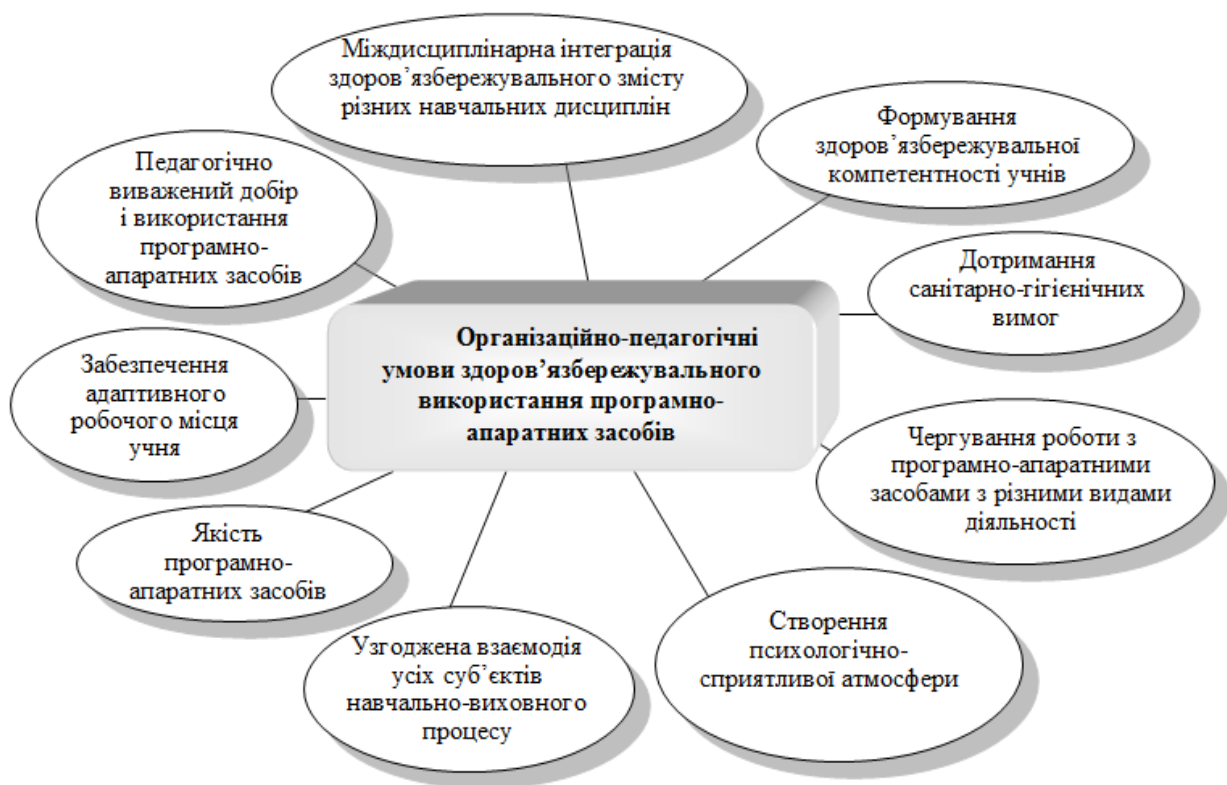 Міждисциплінарна інтеграція
здоров’язбережувального змісту
різних навчальних дисциплін
Формування
здоров’язбережувальної
компетентності учнів
Педагогічно
виважений добір
і використання
програмно-
апаратних засобів
Дотримання
санітарно-гігієнічних
вимог
Організаційно-педагогічні
умови здоров’язбережувального
використання програмно-
апаратних засобів
Забезпечення
адаптивного
робочого місця
учня
Чергування роботи з
програмно-апаратними
засобами з різними видами
діяльності
Якість
програмно-
апаратних засобів
Узгоджена взаємодія
усіх суб’єктів
навчально-виховного
процесу
Створення
психологічно-
сприятливої атмосфери